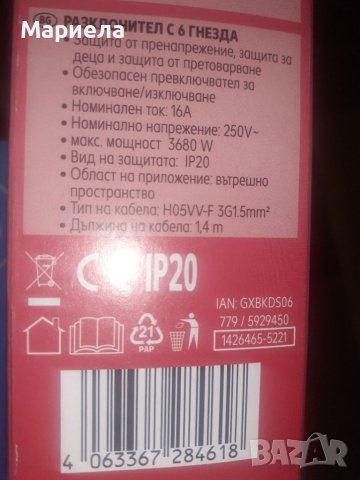 Мариела
BG РАЗКЛОНИТЕЛ С 6 ГНЕЗДА
• Защита от пренапрежение, защита за
деца и защита от претоварване
• Обезопасен превключвател за
включване/изключване
• Номинален ток: 16A
• Номинално напрежение: 250V~
• макс. мощност 3680 W
• Вид на защитата: IP20
• Област на приложение: вътрешно
пространство
• Тип на кабела: H05VV-F 3G1.5mm²
• Дължина на кабела: 1,4 m
IP20
IAN: GXBKDS06
779 / 5929450
1426465-5221
21
PAP
4 063367 284618
BAZAR